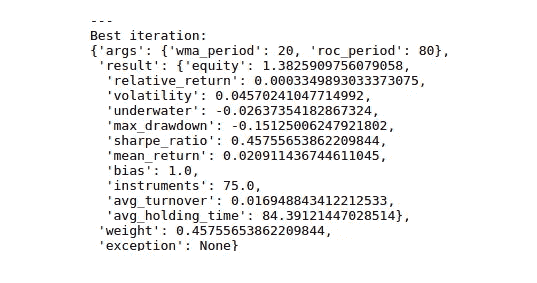 ---
Best iteration:
{'args': {'wma_period': 20, 'roc_period': 80},
 'result': {'equity': 1.3825909756079058,
  'relative_return': 0.0003349893033373075,
  'volatility': 0.04570241047714992,
  'underwater': -0.02637354182867324,
  'max_drawdown': -0.15125006247921802,
  'sharpe_ratio': 0.45755653862209844,
  'mean_return': 0.020911436744611045,
  'bias': 1.0,
  'instruments': 75.0,
  'avg_turnover': 0.016948843412212533,
  'avg_holding_time': 84.39121447028514},
 'weight': 0.45755653862209844,
 'exception': None}